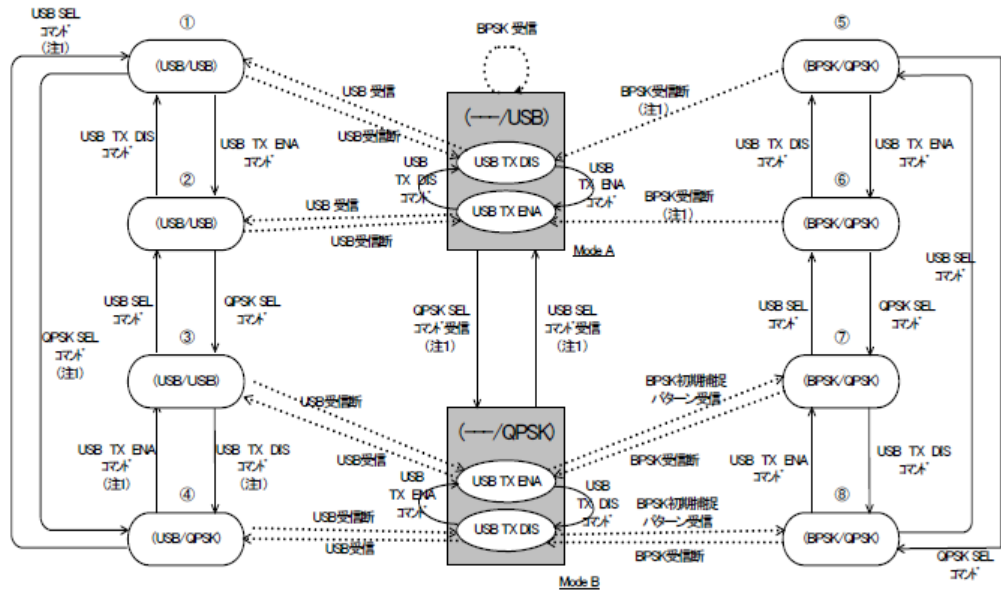 USB SEL
コマンド
(注1)
①
(USB/USB)
BPSK 受信
⑤
(BPSK/QPSK)
USB 受信
USB受信断
BPSK受信断
(注1)
(---/USB)
USB TX DIS
USB TX ENA
USB
TX DIS
コマンド
USB
TX ENA
コマンド
Mode A
USB TX DIS
コマンド
USB TX ENA
コマンド
USB TX DIS
コマンド
USB TX ENA
コマンド
②
(USB/USB)
USB 受信
USB受信断
BPSK受信断
(注1)
⑥
(BPSK/QPSK)
USB SEL
コマンド
USB SEL
コマンド
QPSK SEL
コマンド
QPSK SEL
コマンド受信
(注1)
USB SEL
コマンド受信
(注1)
USB SEL
コマンド
QPSK SEL
コマンド
QPSK SEL
コマンド
(注1)
③
(USB/USB)
⑦
(BPSK/QPSK)
USB受信断
USB受信
BPSK初期捕捉
パターン受信
BPSK受信断
(---/QPSK)
USB TX ENA
USB TX DIS
USB
TX ENA
コマンド
USB
TX DIS
コマンド
Mode B
USB TX ENA
コマンド
(注1)
USB TX DIS
コマンド
(注1)
USB TX ENA
コマンド
USB TX DIS
コマンド
④
(USB/QPSK)
USB受信断
USB受信
BPSK初期捕捉
パターン受信
BPSK受信断
⑧
(BPSK/QPSK)
QPSK SEL
コマンド